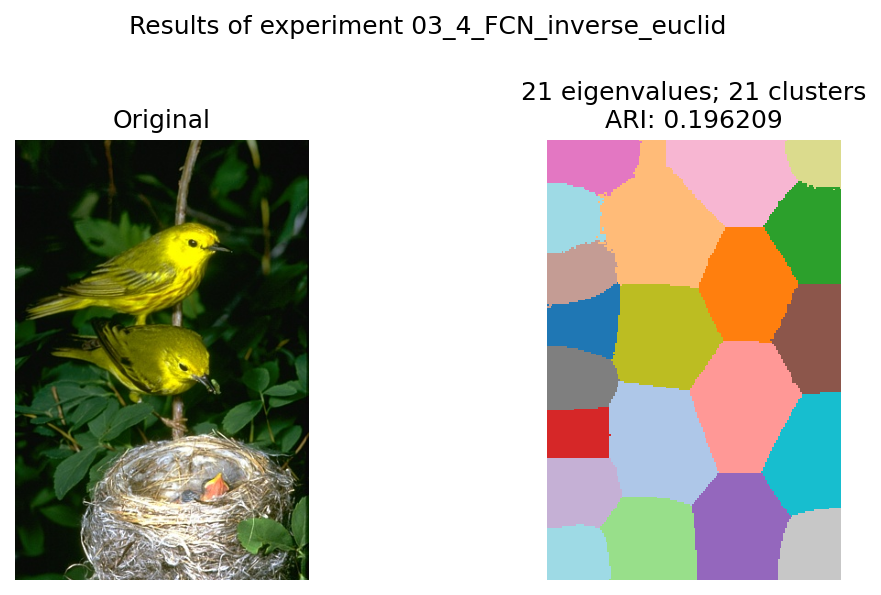 Results of experiment 03_4_FCN_inverse_euclid
Original
21 eigenvalues; 21 clusters
ARI: 0.196209